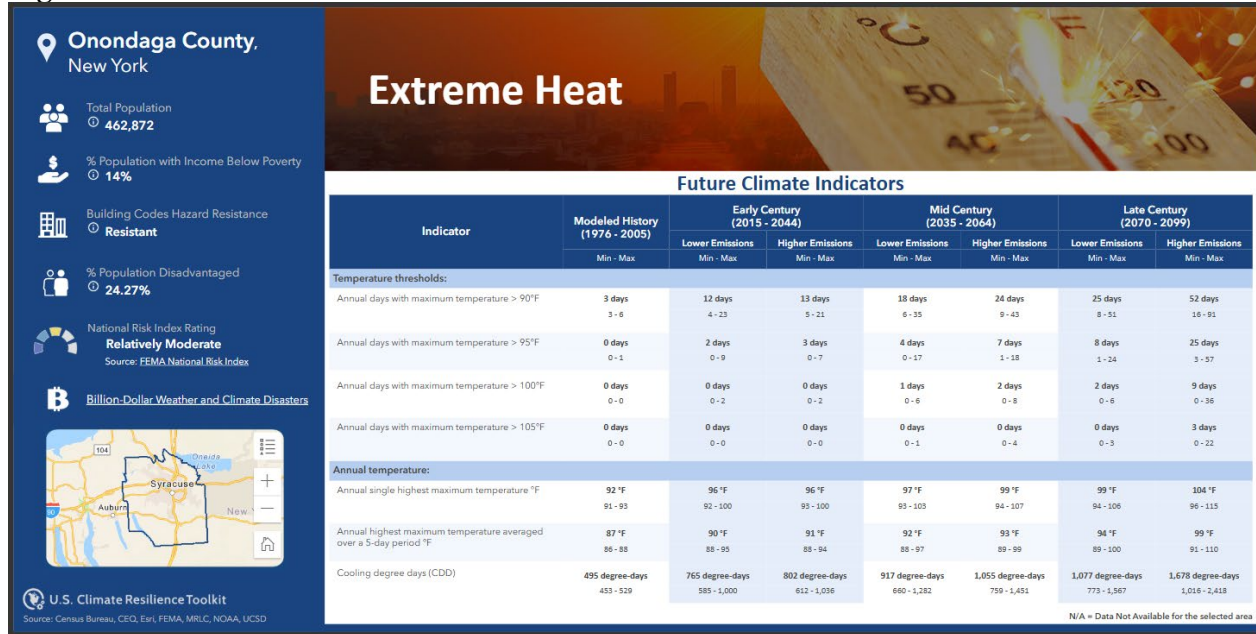 Onondaga County,
New York
Total Population
462,872
% Population with Income Below Poverty
14%
Building Codes Hazard Resistance
Resistant
% Population Disadvantaged
24.27%
National Risk Index Rating
Relatively Moderate
Source: FEMA National Risk Index
Billion-Dollar Weather and Climate Disasters
104
Oneida
Lake
Syracuse
Auburn
New
90
U.S. Climate Resilience Toolkit
Source: Census Bureau, CEQ, Esri, FEMA, MRLC, NOAA, UCSD
Extreme Heat
°C
50
40
120
100
Future Climate Indicators
Indicator
Modeled History
(1976 - 2005)
Early Century
(2015 - 2044)
Mid Century
(2035 - 2064)
Late Century
(2070 - 2099)
Lower Emissions Higher Emissions Lower Emissions Higher Emissions Lower Emissions Higher Emissions
Min - Max Min - Max Min - Max Min - Max Min - Max Min - Max Min - Max
Temperature thresholds:
Annual days with maximum temperature > 90°F 3 days 12 days 13 days 18 days 24 days 25 days 52 days
3 - 6 4 - 23 5 - 21 6 - 35 9 - 43 8 - 51 16 - 91
Annual days with maximum temperature > 95°F 0 days 2 days 3 days 4 days 7 days 8 days 25 days
0 - 1 0 - 9 0 - 7 0 - 17 1 - 18 1 - 24 3 - 57
Annual days with maximum temperature > 100°F 0 days 0 days 0 days 1 days 2 days 2 days 9 days
0 - 0 0 - 2 0 - 2 0 - 6 0 - 8 0 - 6 0 - 36
Annual days with maximum temperature > 105°F 0 days 0 days 0 days 0 days 0 days 0 days 3 days
0 - 0 0 - 0 0 - 0 0 - 1 0 - 4 0 - 3 0 - 22
Annual temperature:
Annual single highest maximum temperature °F 92 °F 96 °F 96 °F 97 °F 99 °F 99 °F 104 °F
91 - 93 92 - 100 93 - 100 93 - 103 94 - 107 94 - 106 96 - 115
Annual highest maximum temperature averaged
over a 5-day period °F 87 °F 90 °F 91 °F 92 °F 93 °F 94 °F 99 °F
86 - 88 88 - 95 88 - 94 88 - 97 89 - 99 89 - 100 91 - 110
Cooling degree days (CDD) 495 degree-days 765 degree-days 802 degree-days 917 degree-days 1,055 degree-days 1,077 degree-days 1,678 degree-days
453 - 529 585 - 1,000 612 - 1,036 660 - 1,282 759 - 1,451 773 - 1,567 1,016 - 2,418
N/A = Data Not Available for the selected area